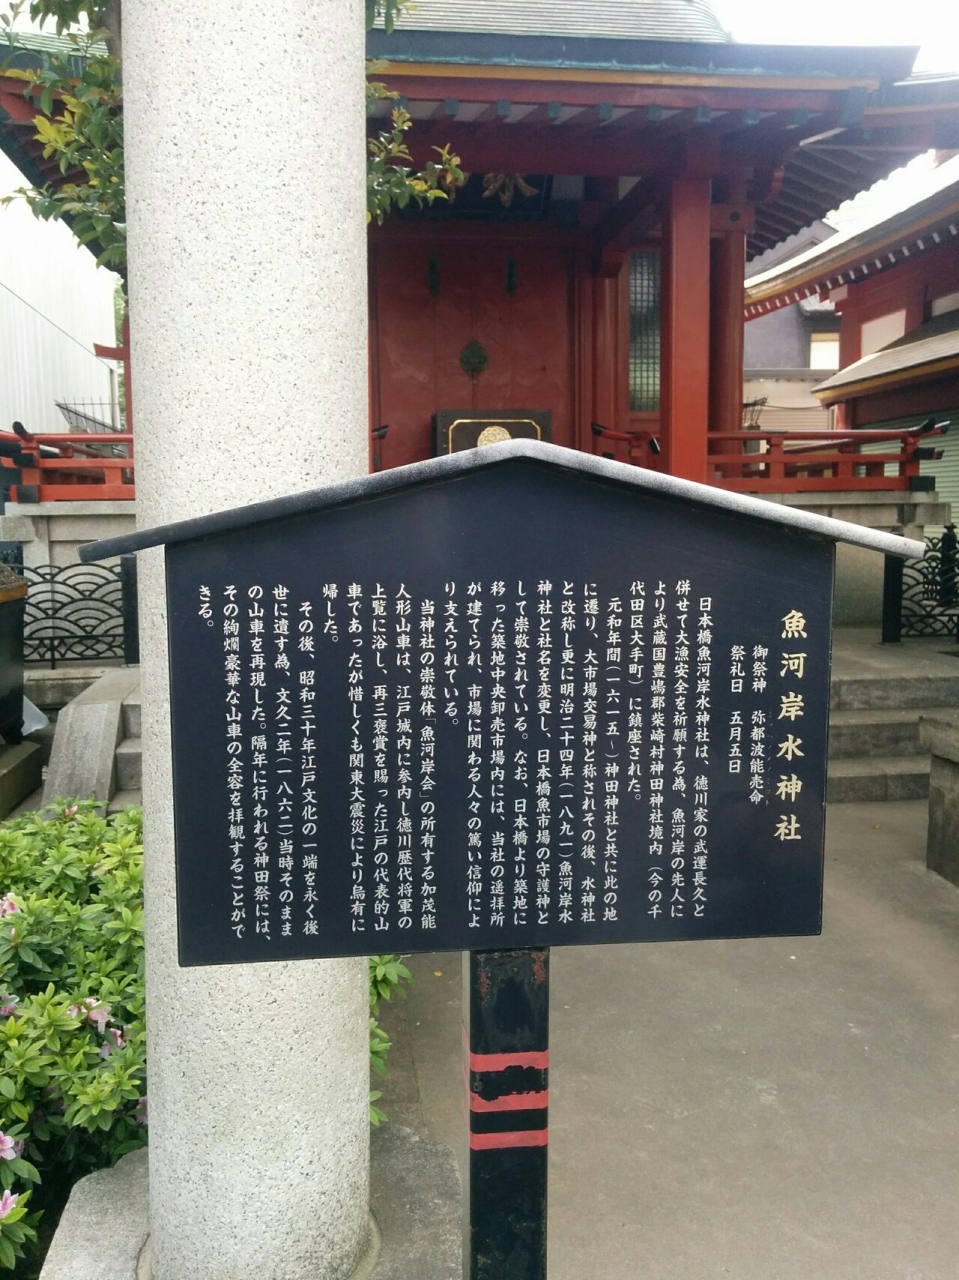 魚河岸水神社
御祭神 弥都波能売命
祭礼日 五月五日
日本橋魚河岸水神社は、徳川家の武運長久と
併せて大漁安全を祈願する為、魚河岸の先人に
より武蔵国豊嶋郡柴崎村神田神社境内（今の千
代田区大手町）に鎮座された。
元和年間（一六一五～）神田神社と共に此の地
に遷り、大市場交易神と称されその後、水神社
と改称し更に明治二十四年（一八九一）魚河岸水
神社と社名を変更し、日本橋魚市場の守護神と
して崇敬されている。なお、日本橋より築地に
移った築地中央卸売市場内には、当社の遥拝所
が建てられ、市場に関わる人々の篤い信仰によ
り支えられている。
当神社の崇敬体「魚河岸会」の所有する加茂能
人形山車は、江戸城内に参内し徳川歴代将軍の
上覧に浴し、再三褒賞を賜った江戸の代表的山
車であったが惜しくも関東大震災により烏有に
帰した。
その後、昭和三十年江戸文化の一端を永く後
世に遺す為、文久二年（一八六二）当時そのまま
の山車を再現した。隔年に行われる神田祭には、
その絢爛豪華な山車の全容を拝観することがで
きる。